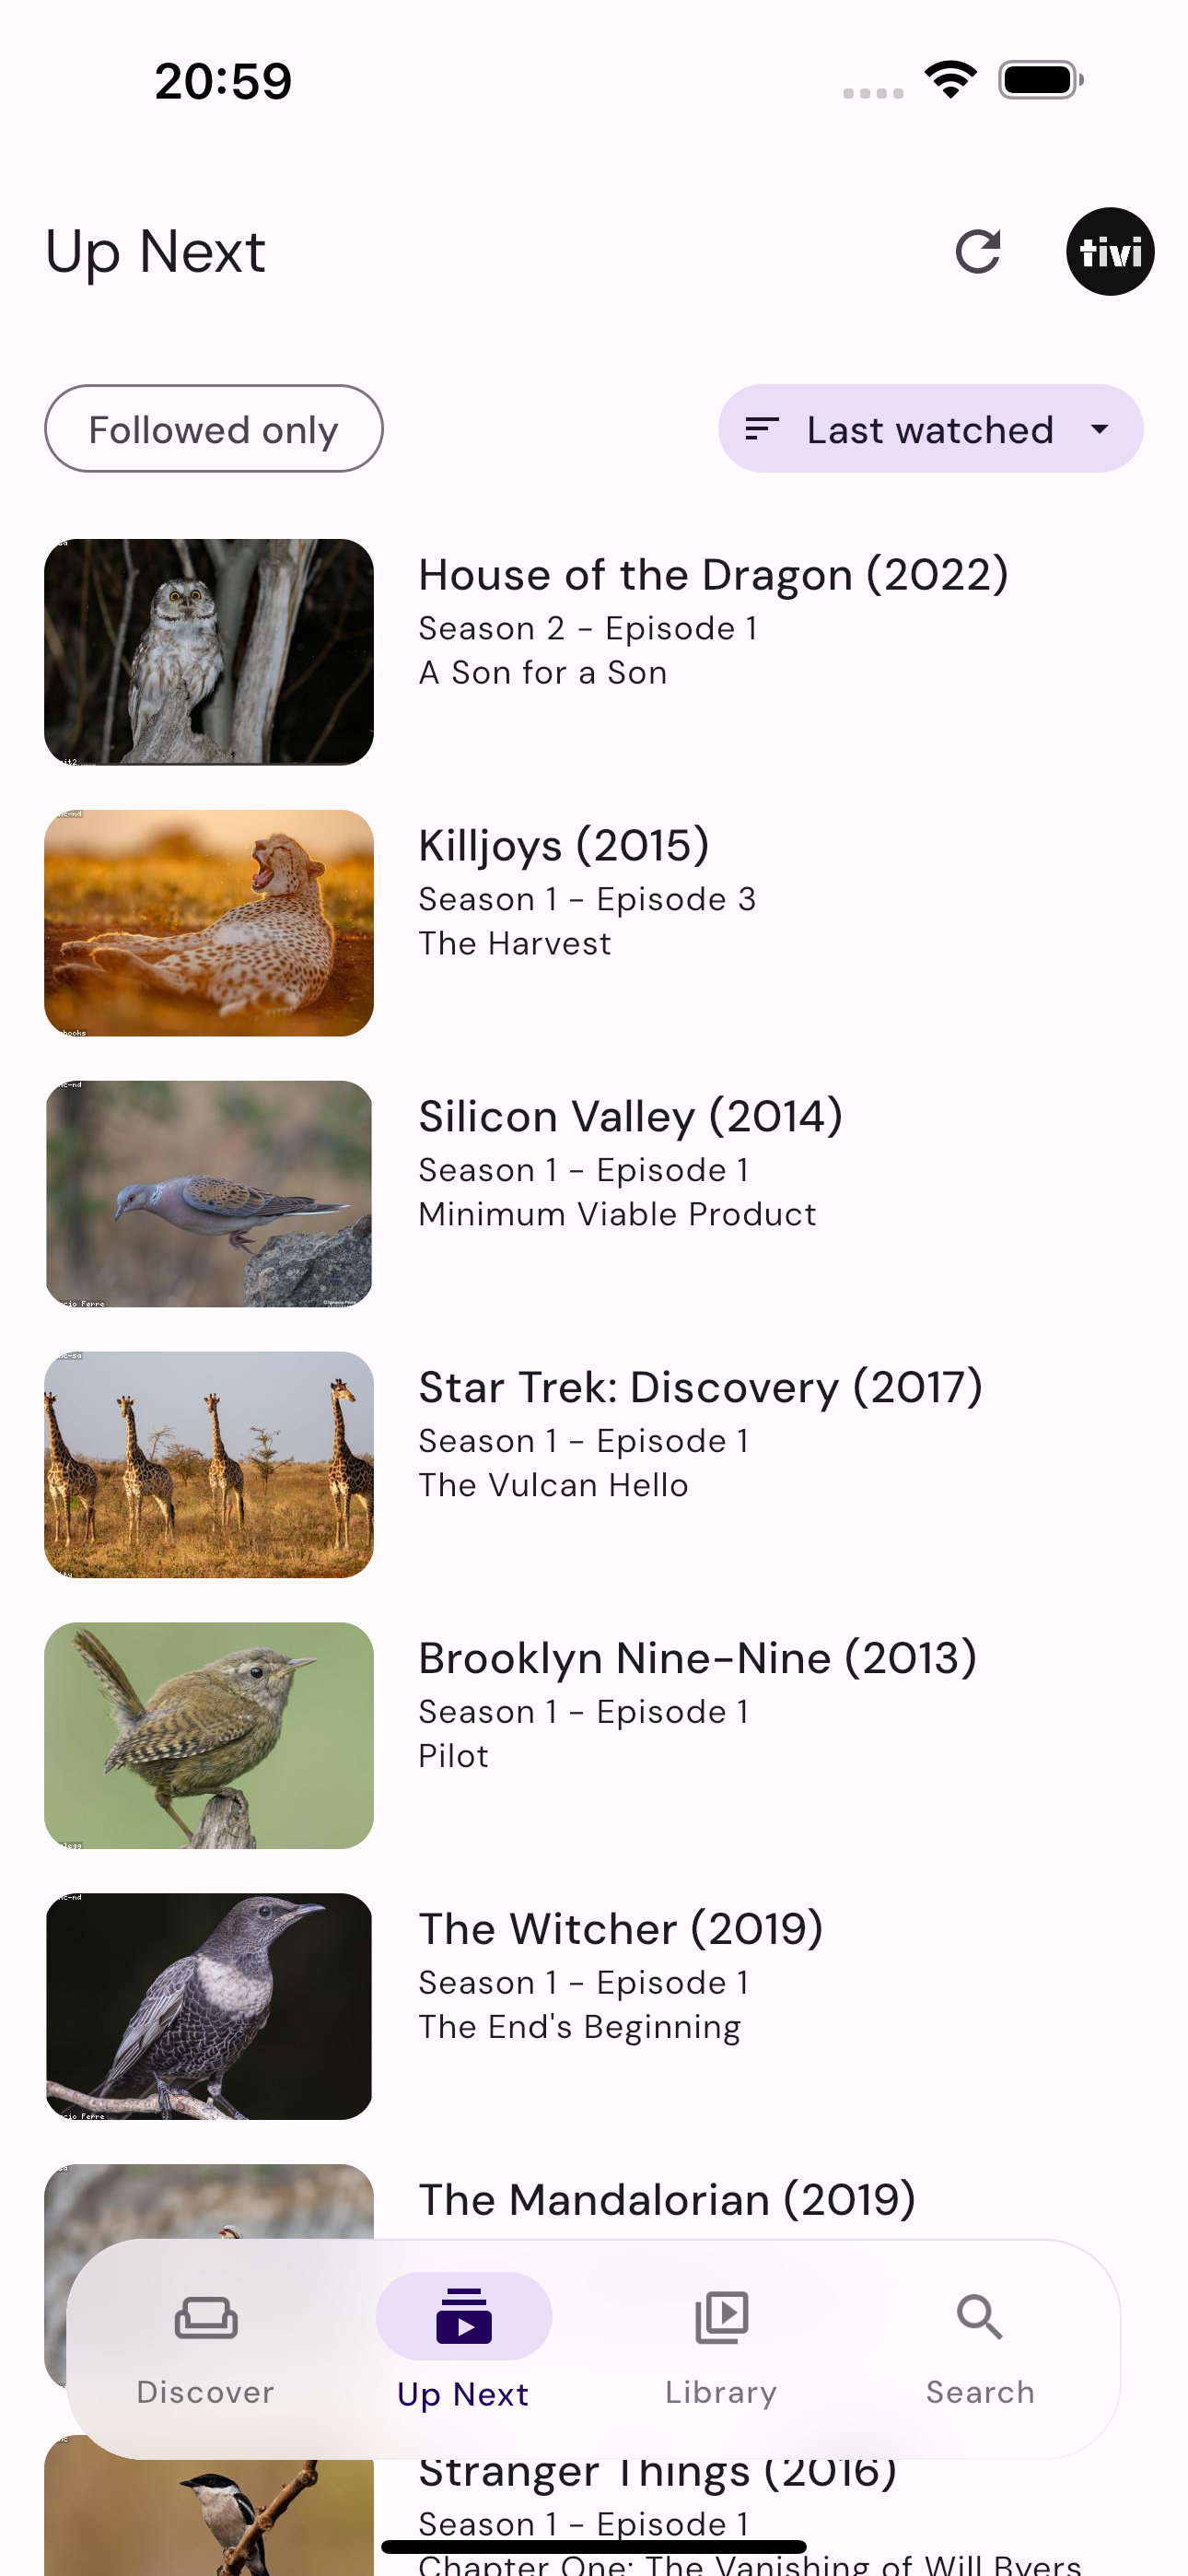 20:59
Up Next
tivi
Followed only
Last watched
House of the Dragon (2022)
Season 2 - Episode 1
A Son for a Son
Killjoys (2015)
Season 1 - Episode 3
The Harvest
Silicon Valley (2014)
Season 1 - Episode 1
Minimum Viable Product
Star Trek: Discovery (2017)
Season 1 - Episode 1
The Vulcan Hello
Brooklyn Nine-Nine (2013)
Season 1 - Episode 1
Pilot
The Witcher (2019)
Season 1 - Episode 1
The End's Beginning
The Mandalorian (2019)
Discover
Up Next
Library
Search
Stranger Things (2016)
Season 1 - Episode 1
Chapter One: The Vanishing of Will Byers